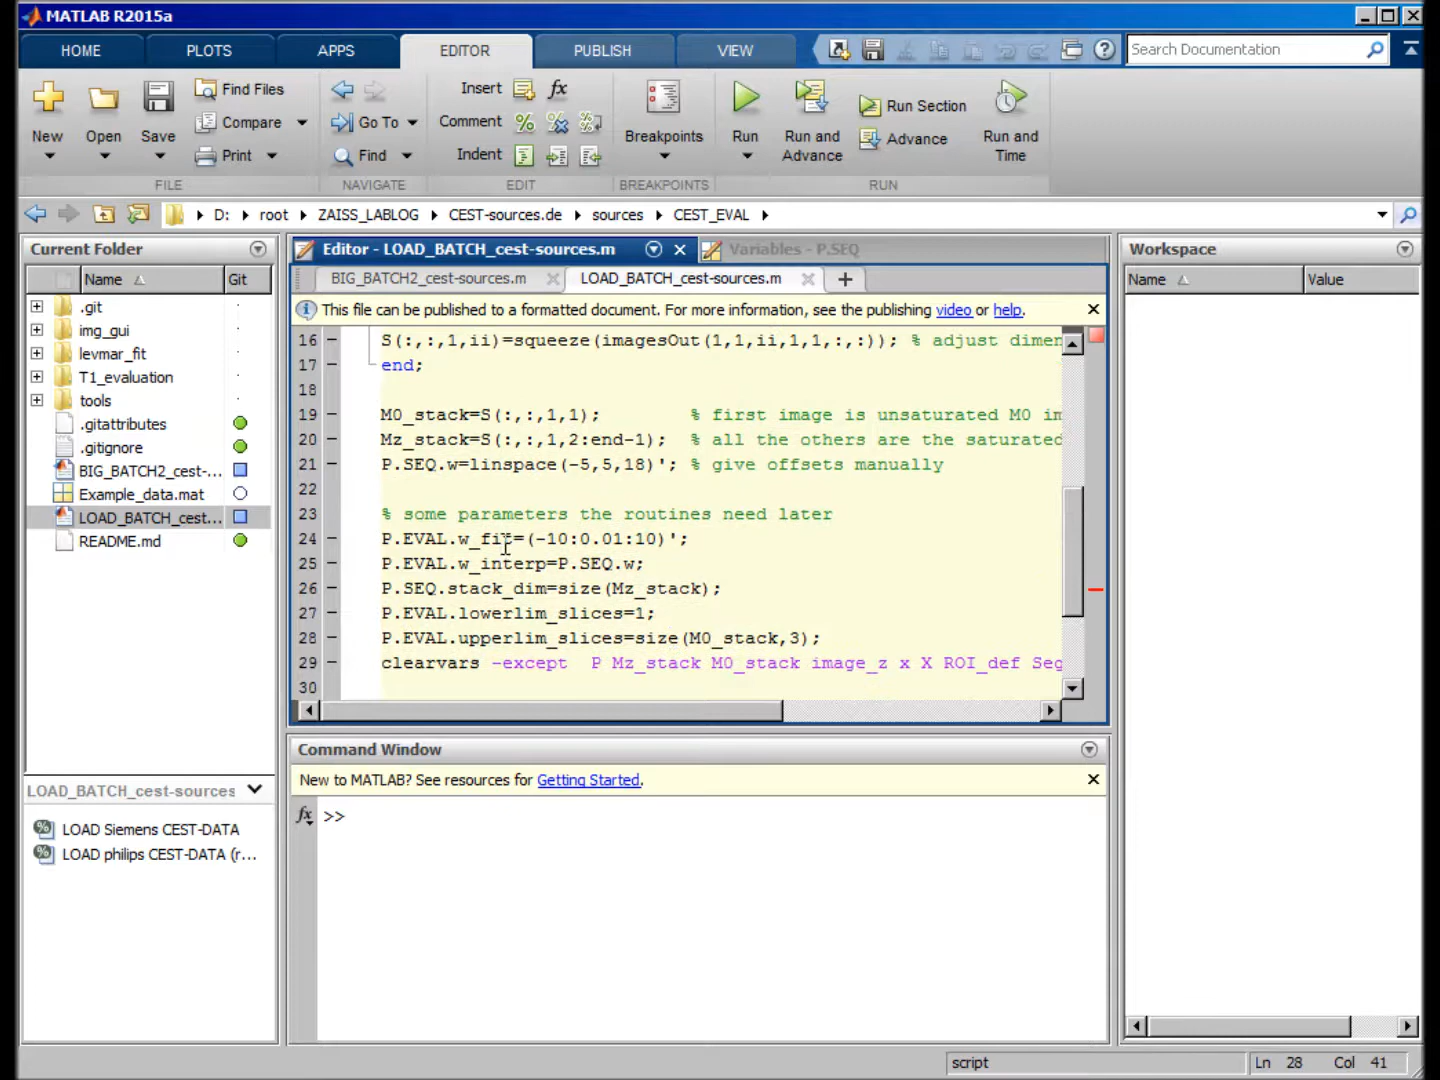 MATLAB R2015a
HOME PLOTS APPS EDITOR PUBLISH VIEW Search Documentation
New Open Save Find Files Compare Print
FILE
Go To Find
NAVIGATE
Insert fx
Comment
Indent
EDIT
Breakpoints
BREAKPOINTS
Run Run and Advance Run Section Advance Run and Time
RUN
D: root ZAISS_LABLOG CEST-sources.de sources CEST_EVAL
Current Folder
Name Git
.git
img_gui
levmar_fit
T1_evaluation
tools
.gitattributes
.gitignore
BIG_BATCH2_cest-...
Example_data.mat
LOAD_BATCH_cest...
README.md
LOAD_BATCH_cest-sources
LOAD Siemens CEST-DATA
LOAD philips CEST-DATA (r...
Editor - LOAD_BATCH_cest-sources.m Variables - P.SEQ
BIG_BATCH2_cest-sources.m LOAD_BATCH_cest-sources.m
This file can be published to a formatted document. For more information, see the publishing video or help.
16 S(:,:,1,ii)=squeeze(imagesOut(1,1,ii,1,1,:,:)); % adjust dimen
17 end;
18
19 M0_stack=S(:,:,1,1); % first image is unsaturated M0 im
20 Mz_stack=S(:,:,1,2:end-1); % all the others are the saturated
21 P.SEQ.w=linspace(-5,5,18)'; % give offsets manually
22
23 % some parameters the routines need later
24 P.EVAL.w_fit=(-10:0.01:10)';
25 P.EVAL.w_interp=P.SEQ.w;
26 P.SEQ.stack_dim=size(Mz_stack);
27 P.EVAL.lowerlim_slices=1;
28 P.EVAL.upperlim_slices=size(M0_stack,3);
29 clearvars -except P Mz_stack M0_stack image_z x X ROI_def Seq
30
Command Window
New to MATLAB? See resources for Getting Started.
fx >>
Workspace
Name Value
script Ln 28 Col 41